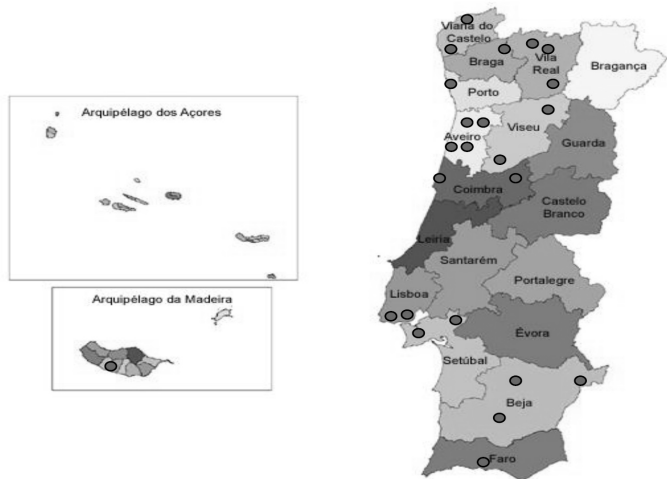 Viana do
Castelo
Braga
Vila
Real
Bragança
Porto
Arquipélago dos Açores
Aveiro
Viseu
Guarda
Coimbra
Castelo
Branco
Leiria
Santarém
Portalegre
Lisboa
Arquipélago da Madeira
Évora
Setúbal
Beja
Faro